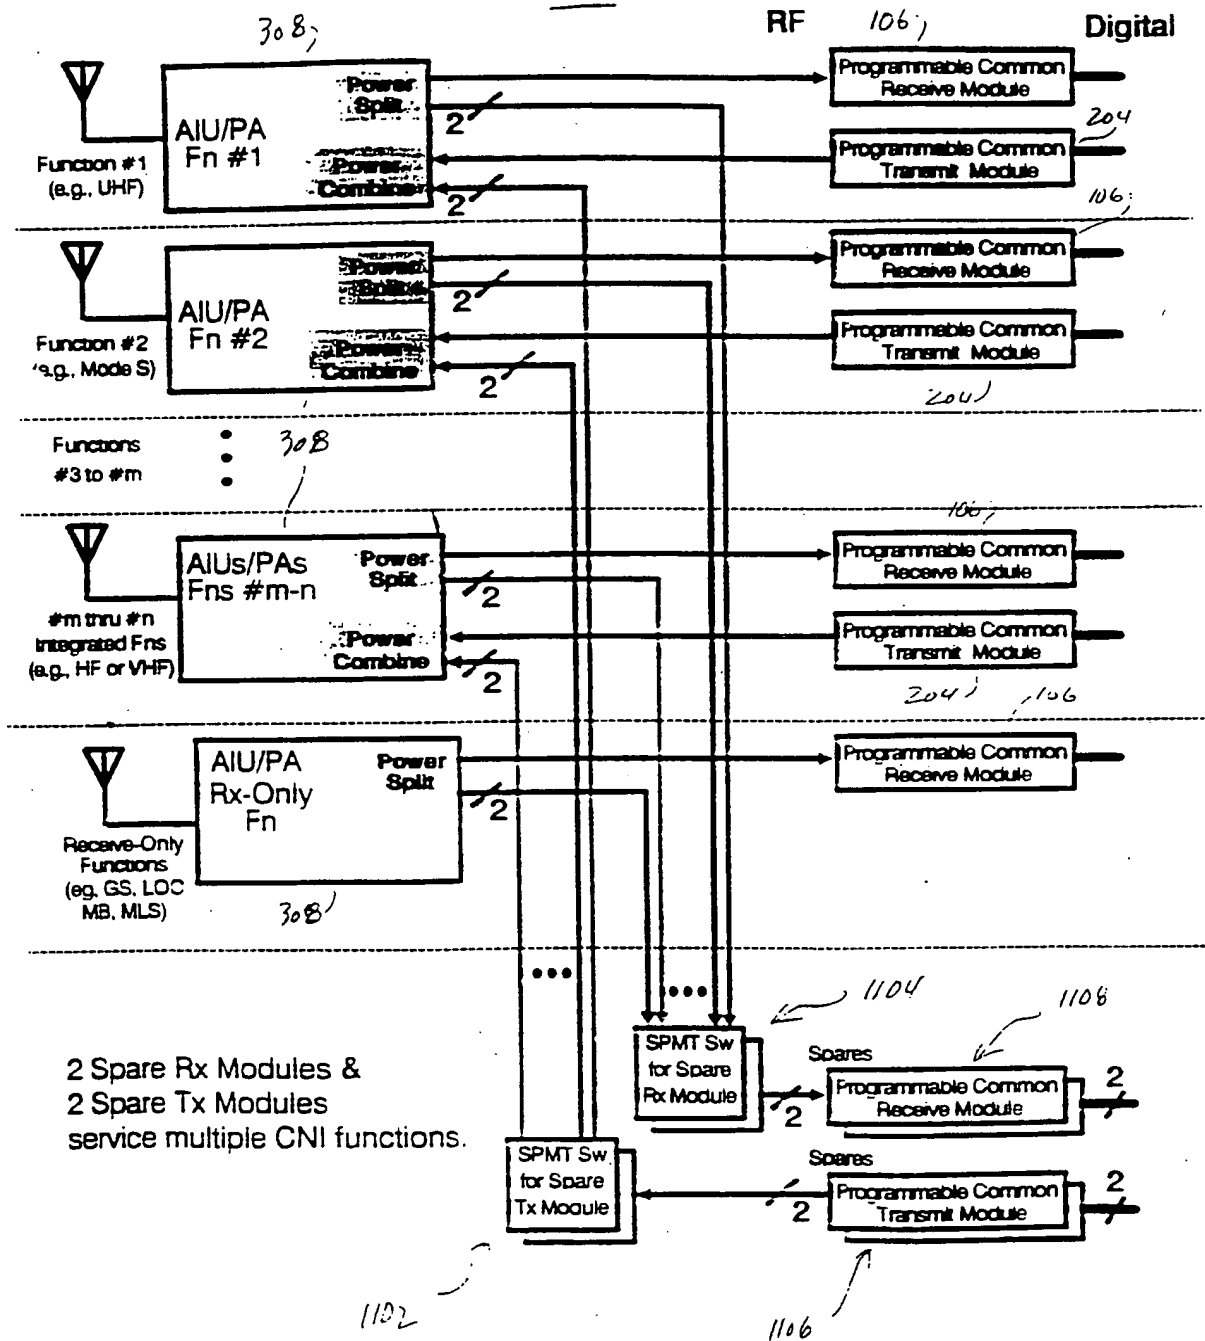 RF
Digital
308
106
Power
Split
AIU/PA
Fn #1
Power
Combine
2
2
Function #1
(e.g., UHF)
Programmable Common
Receive Module
204
Programmable Common
Transmit Module
106
Power
Split
AIU/PA
Fn #2
Power
Combine
2
2
Function #2
e.g., Mode S)
Programmable Common
Receive Module
Programmable Common
Transmit Module
204
Functions
#3 to #m
308
106
AIUs/PAs
Fns #m-n
Power
Split
Power
Combine
2
2
#m thru #n
Integrated Fns
(e.g., HF or VHF)
Programmable Common
Receive Module
Programmable Common
Transmit Module
204
106
AIU/PA
Rx-Only
Fn
Power
Split
2
Receive-Only
Functions
(eg, GS, LOC
MB, MLS)
308
Programmable Common
Receive Module
1104
1108
SPMT Sw
for Spare
Rx Module
2
Spares
Programmable Common
Receive Module
2
2 Spare Rx Modules &
2 Spare Tx Modules
service multiple CNI functions.
SPMT Sw
for Spare
Tx Module
2
Spares
Programmable Common
Transmit Module
2
1102
1106